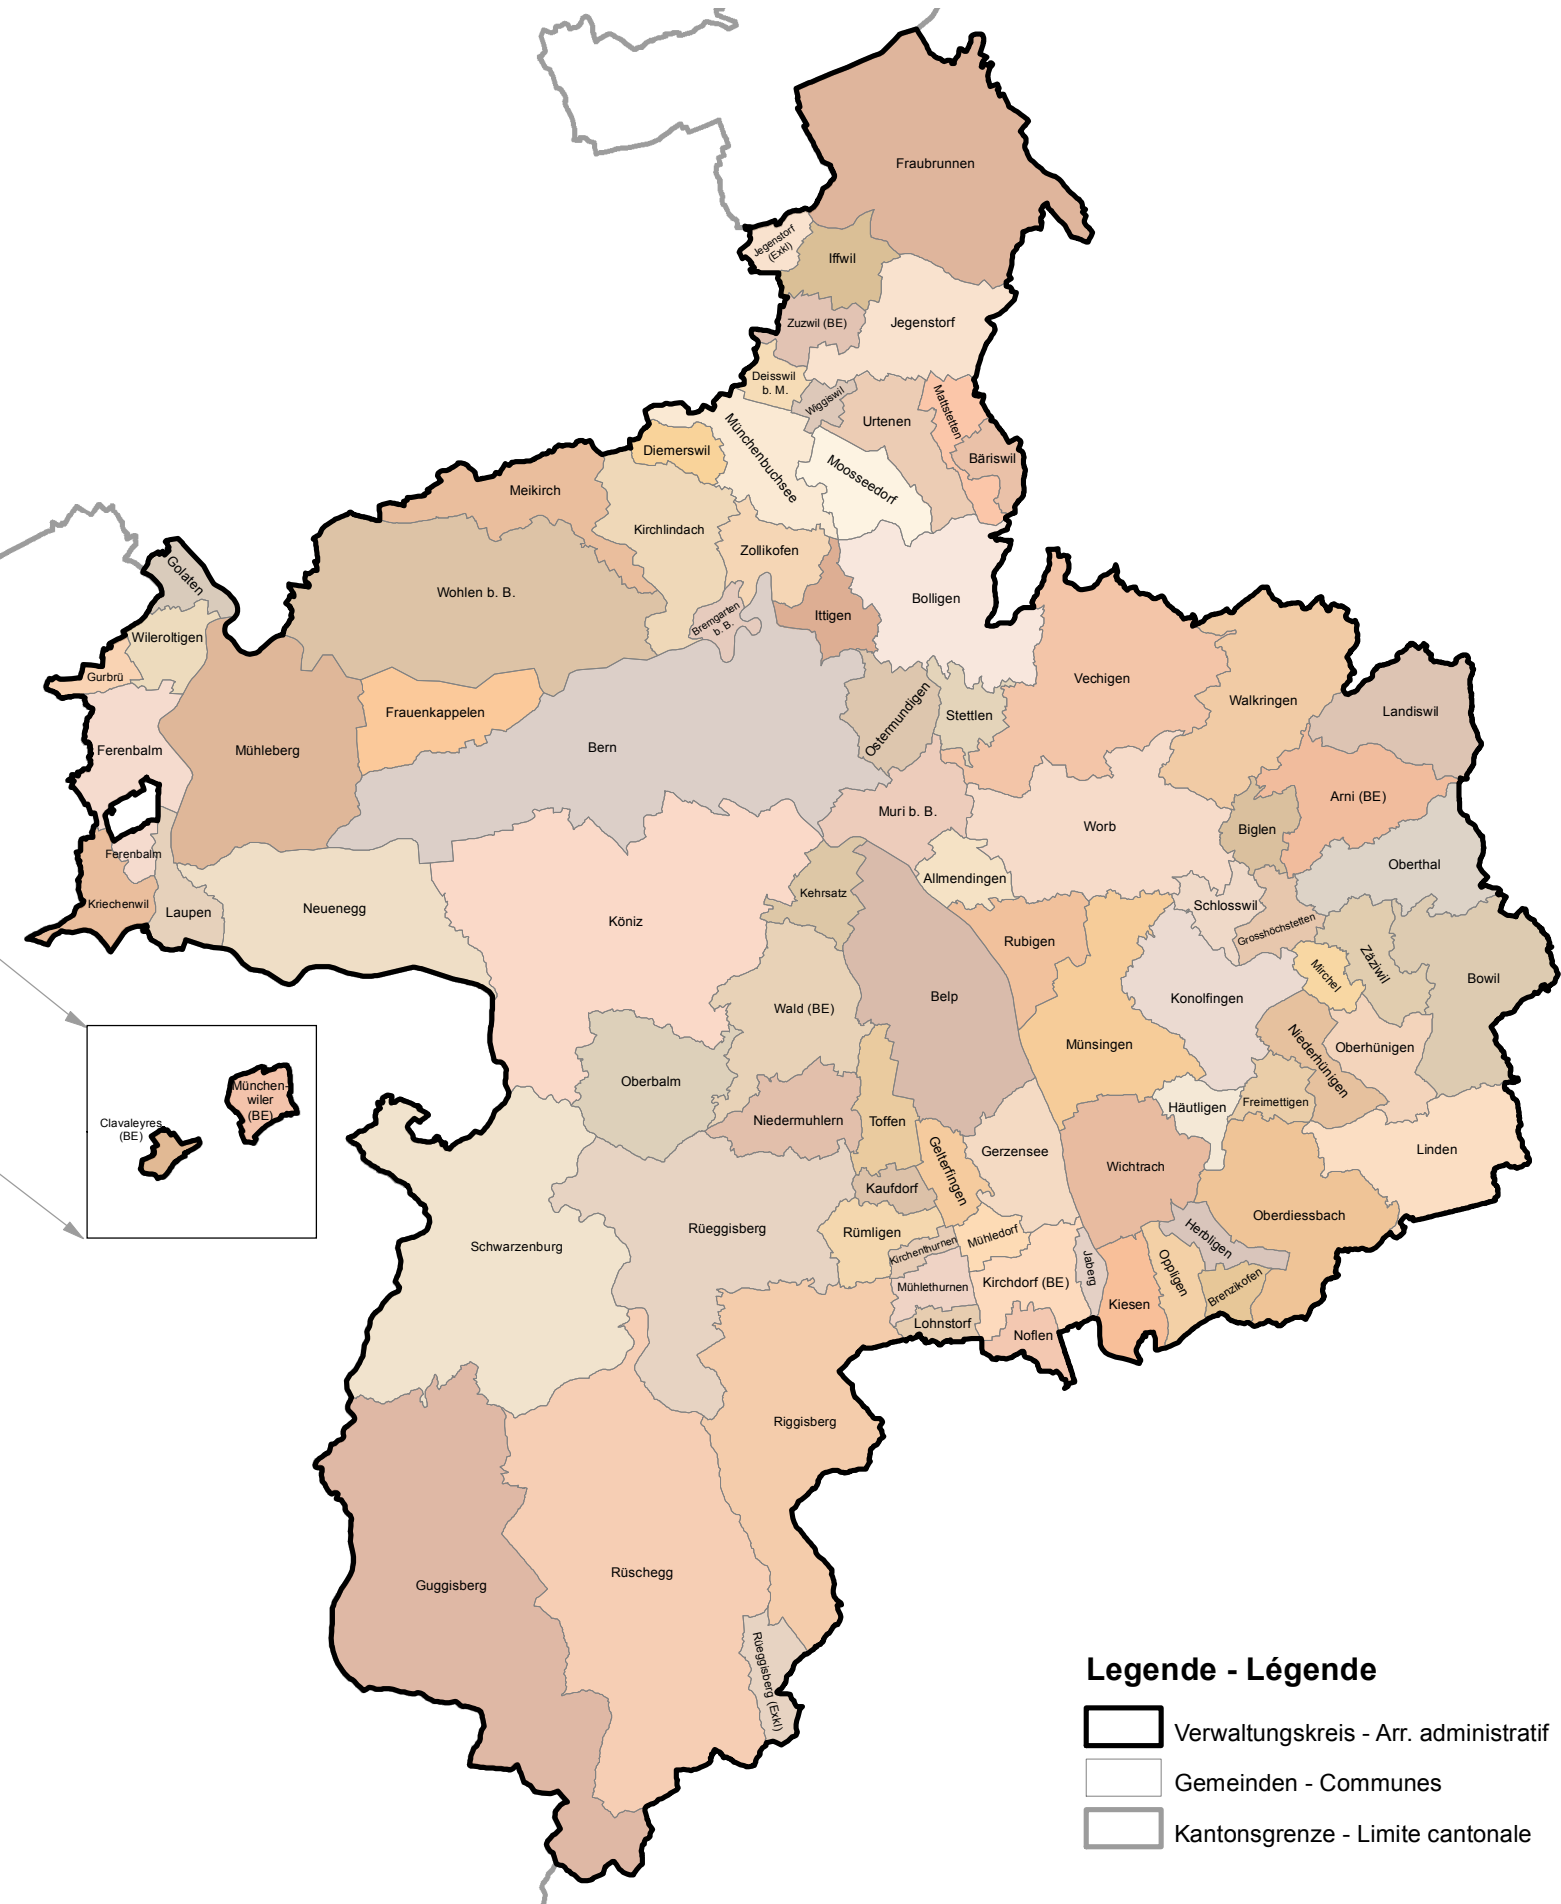 Fraubrunnen
Jegenstorf
(Exkl)
Iffwil
Zuzwil (BE)
Jegenstorf
Deisswil
b. M.
Wiggiswil
Urtenen
Mattstetten
Bäriswil
Münchenbuchsee
Moosseedorf
Diemerswil
Meikirch
Kirchlindach
Zollikofen
Golaten
Wohlen b. B.
Bremgarten
b. B.
Ittigen
Bolligen
Wileroltigen
Gurbrü
Frauenkappelen
Ostermundigen
Stettlen
Vechigen
Walkringen
Landiswil
Ferenbalm
Mühleberg
Bern
Muri b. B.
Worb
Biglen
Arni (BE)
Ferenbalm
Oberthal
Kriechenwil
Laupen
Neuenegg
Köniz
Kehrsatz
Allmendingen
Schlosswil
Grosshöchstetten
Rubigen
Mirchel
Zäziwil
Bowil
Wald (BE)
Belp
Konolfingen
Münsingen
Niederhünigen
Oberhünigen
Oberbalm
München-
wiler
(BE)
Clavaleyres
(BE)
Niedermuhlern
Toffen
Häutligen
Freimettigen
Gelterfingen
Gerzensee
Wichtrach
Linden
Kaufdorf
Oberdiessbach
Rüeggisberg
Rümligen
Schwarzenburg
Kirchenthurnen
Mühledorf
Herbligen
Jaberg
Oppligen
Mühlethurnen
Kirchdorf (BE)
Brenzikofen
Kiesen
Lohnstorf
Noflen
Riggisberg
Guggisberg
Rüschegg
Rüeggisberg (Exkl)
Legende - Légende
Verwaltungskreis - Arr. administratif
Gemeinden - Communes
Kantonsgrenze - Limite cantonale